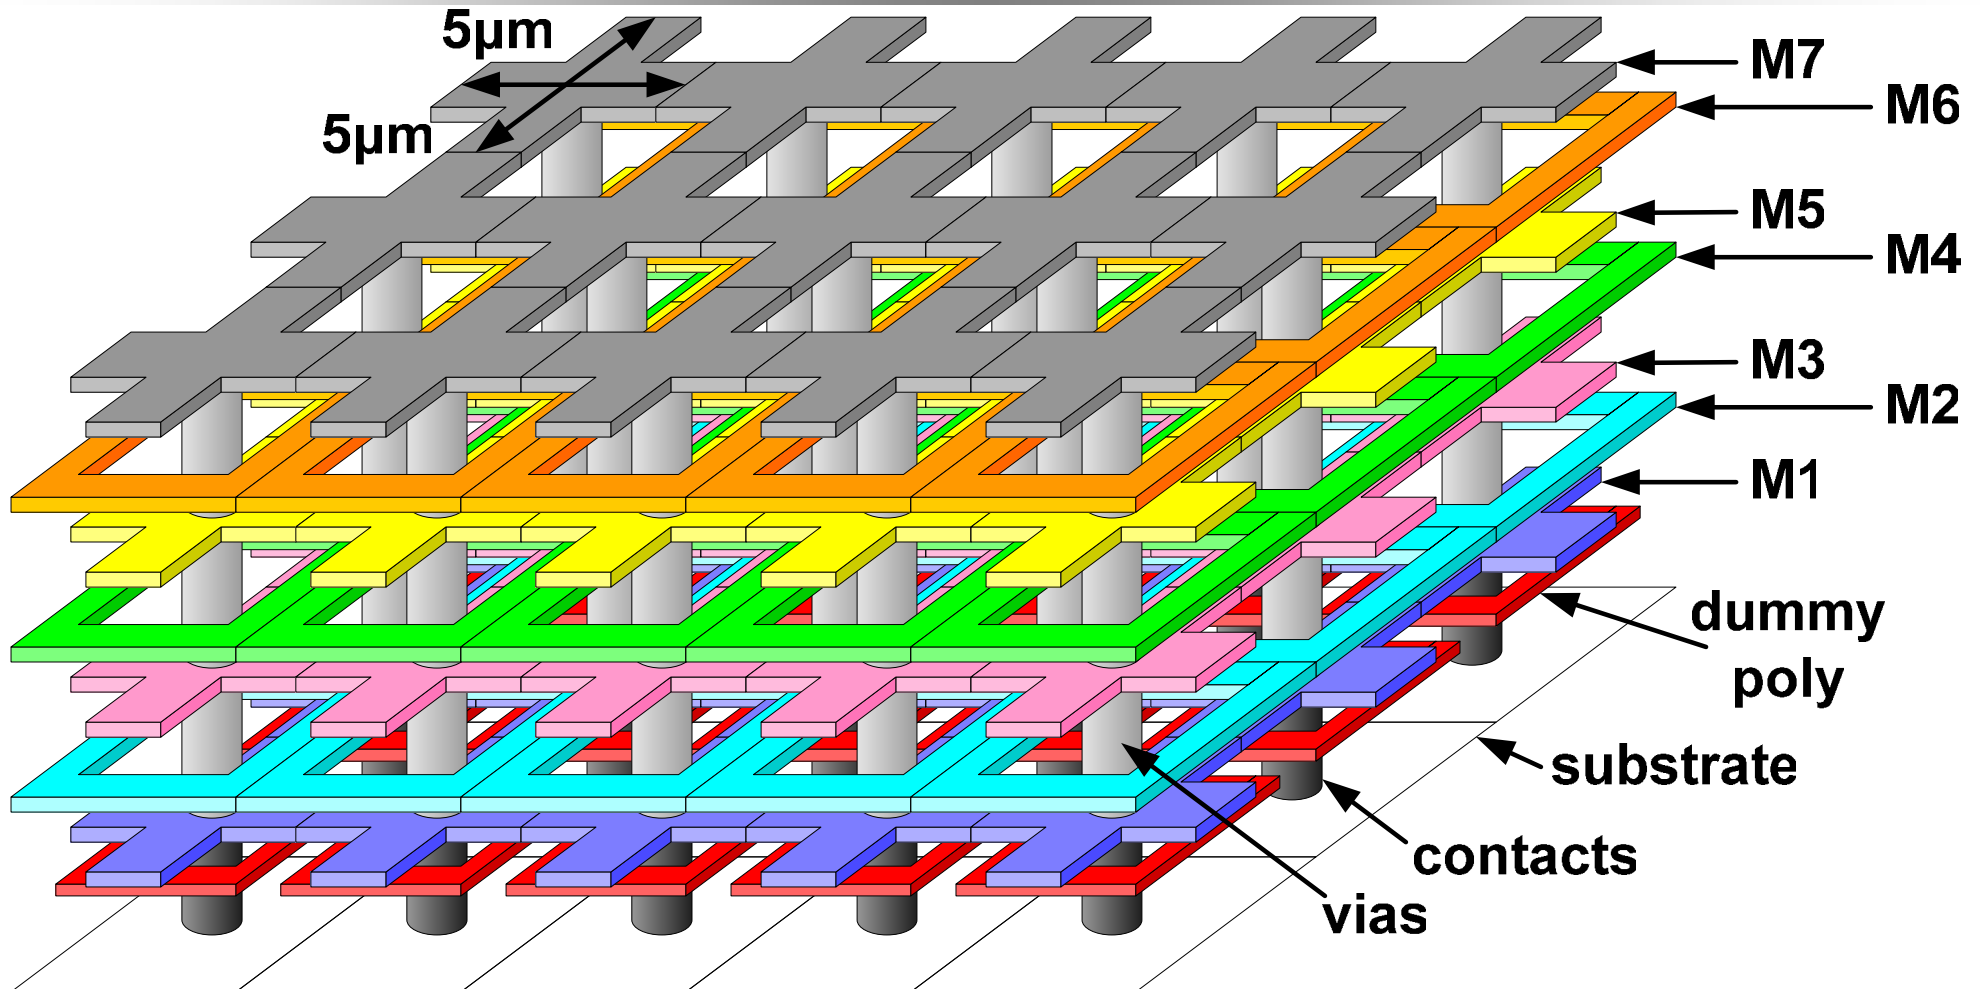 5µm
5µm
M7
M6
M5
M4
M3
M2
M1
dummy
poly
substrate
contacts
vias